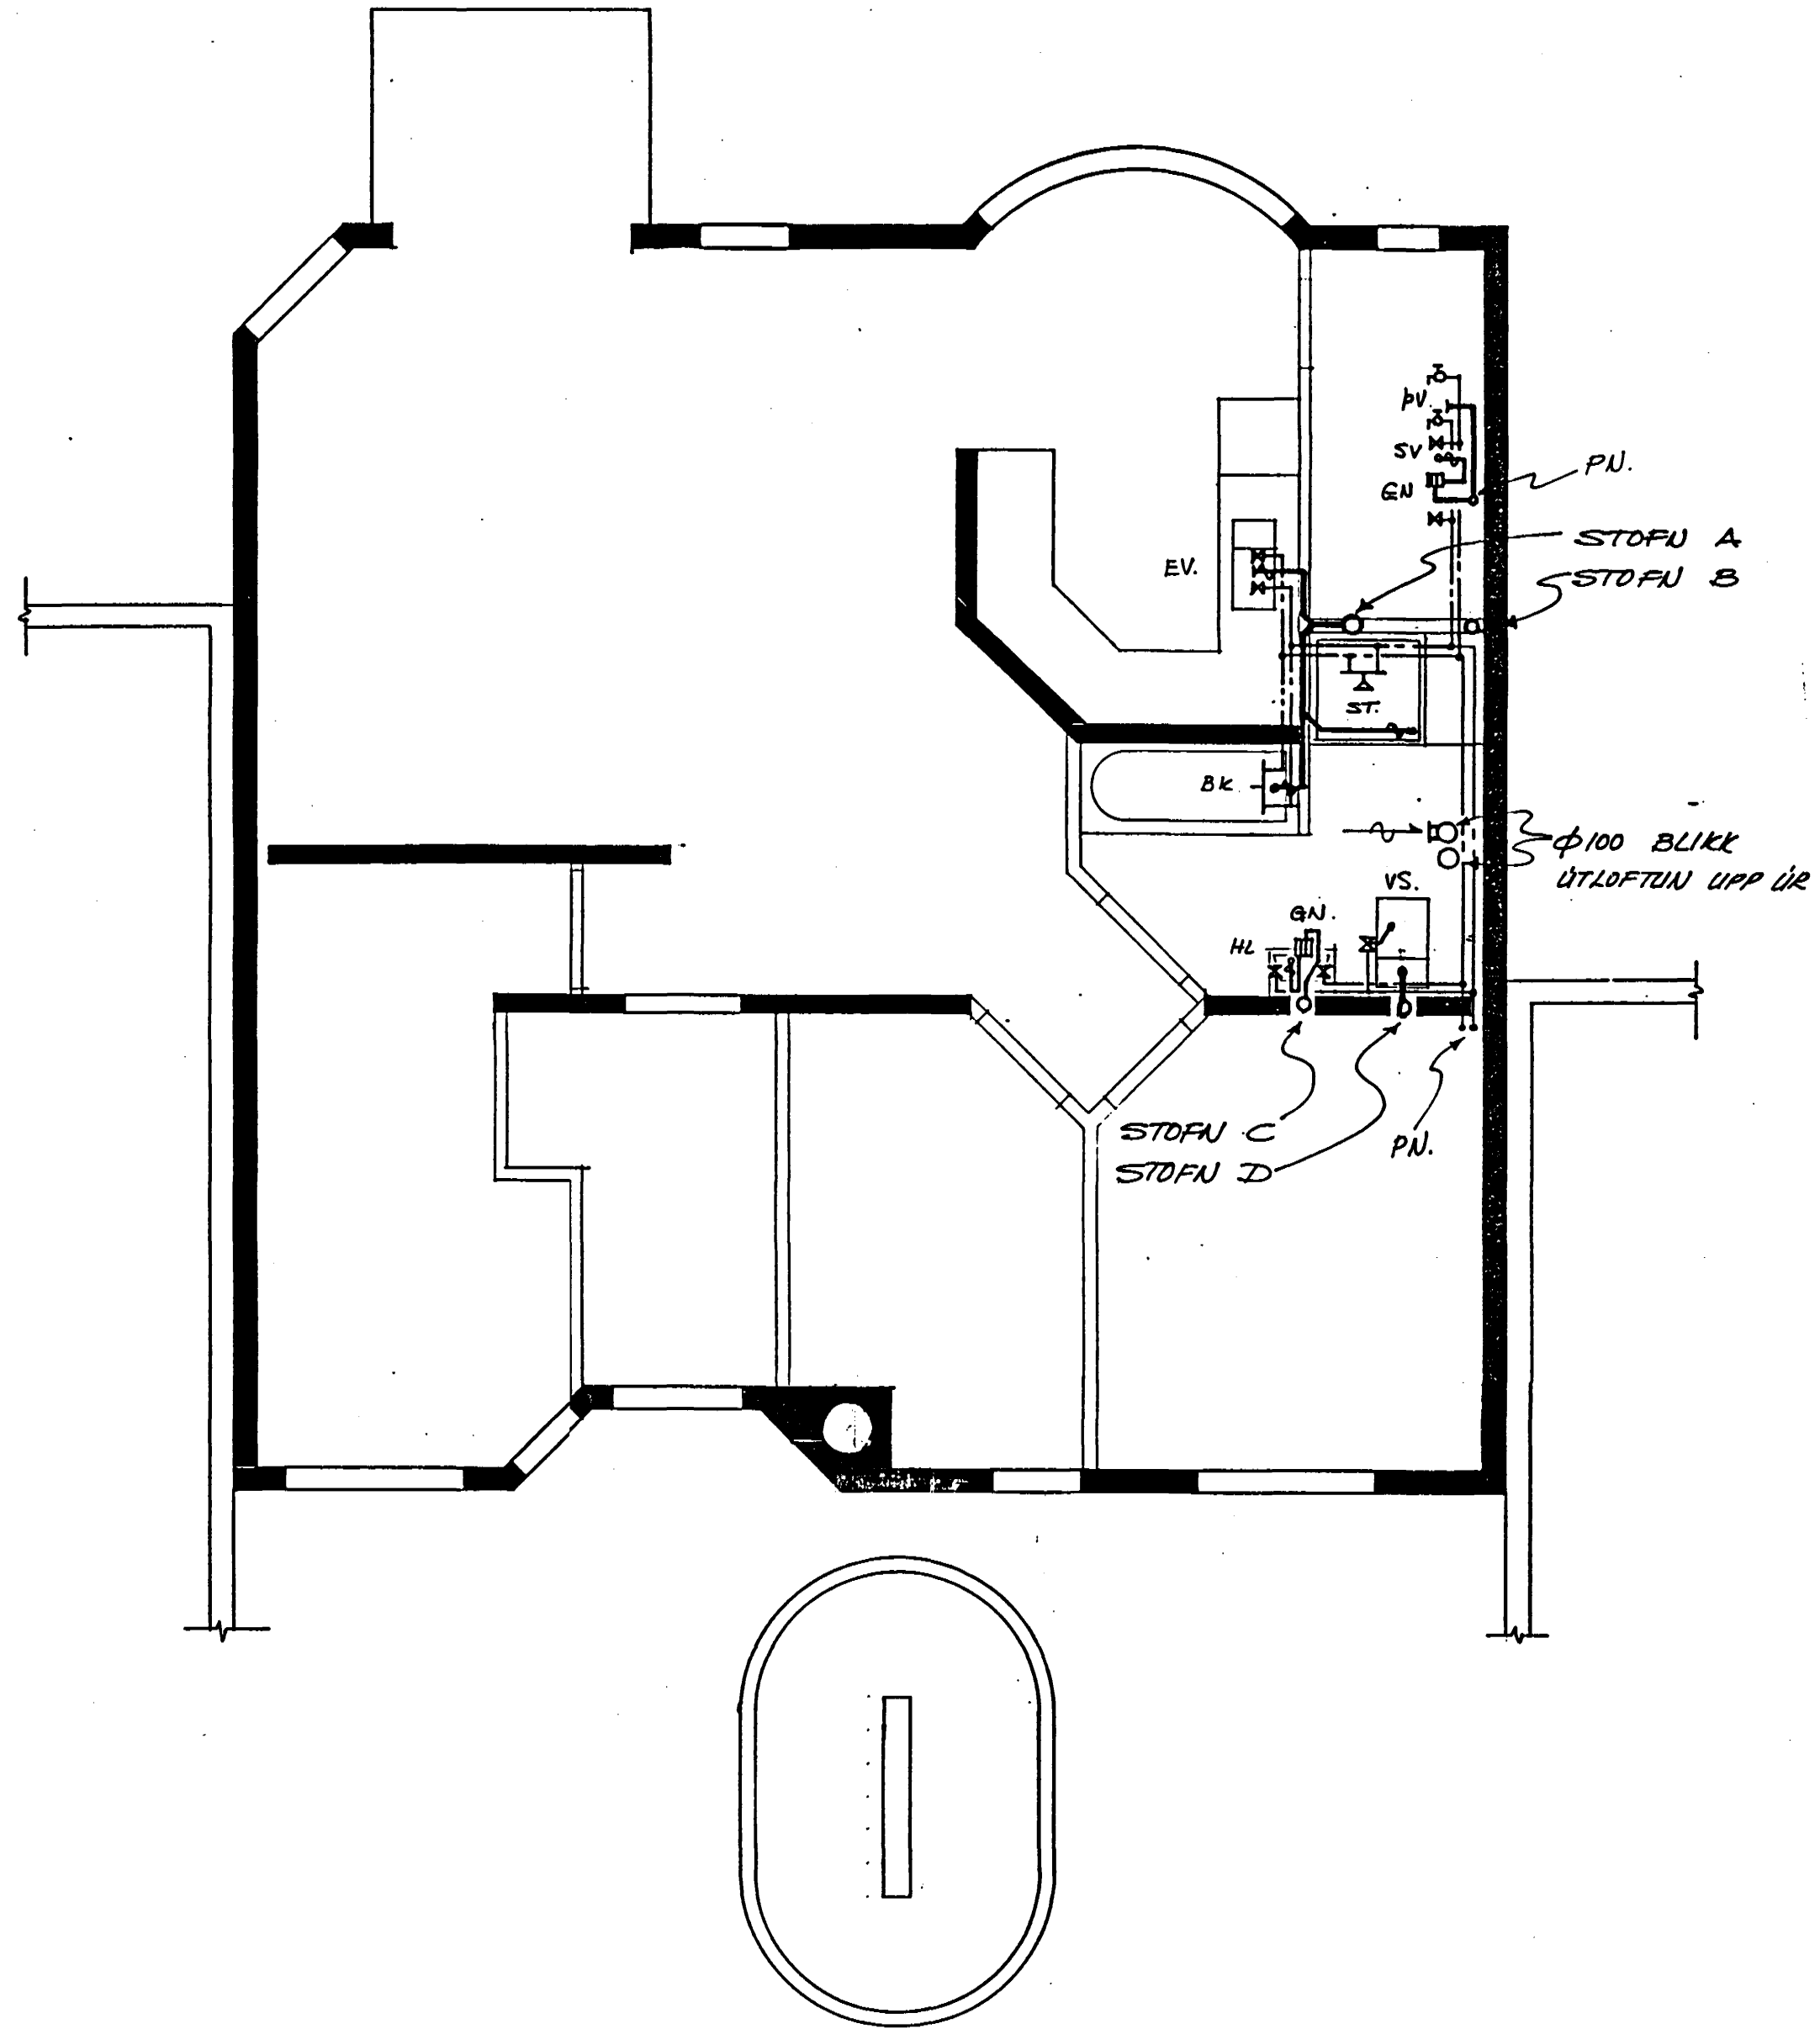 ÞV.
SV
GN
PN.
STOFN A
STOFN B
EV.
ST.
BK
Φ100 BLIKK
ÚTLOFTUN UPP ÚR
VS.
GN.
HL
STOFN C
STOFN D
PN.